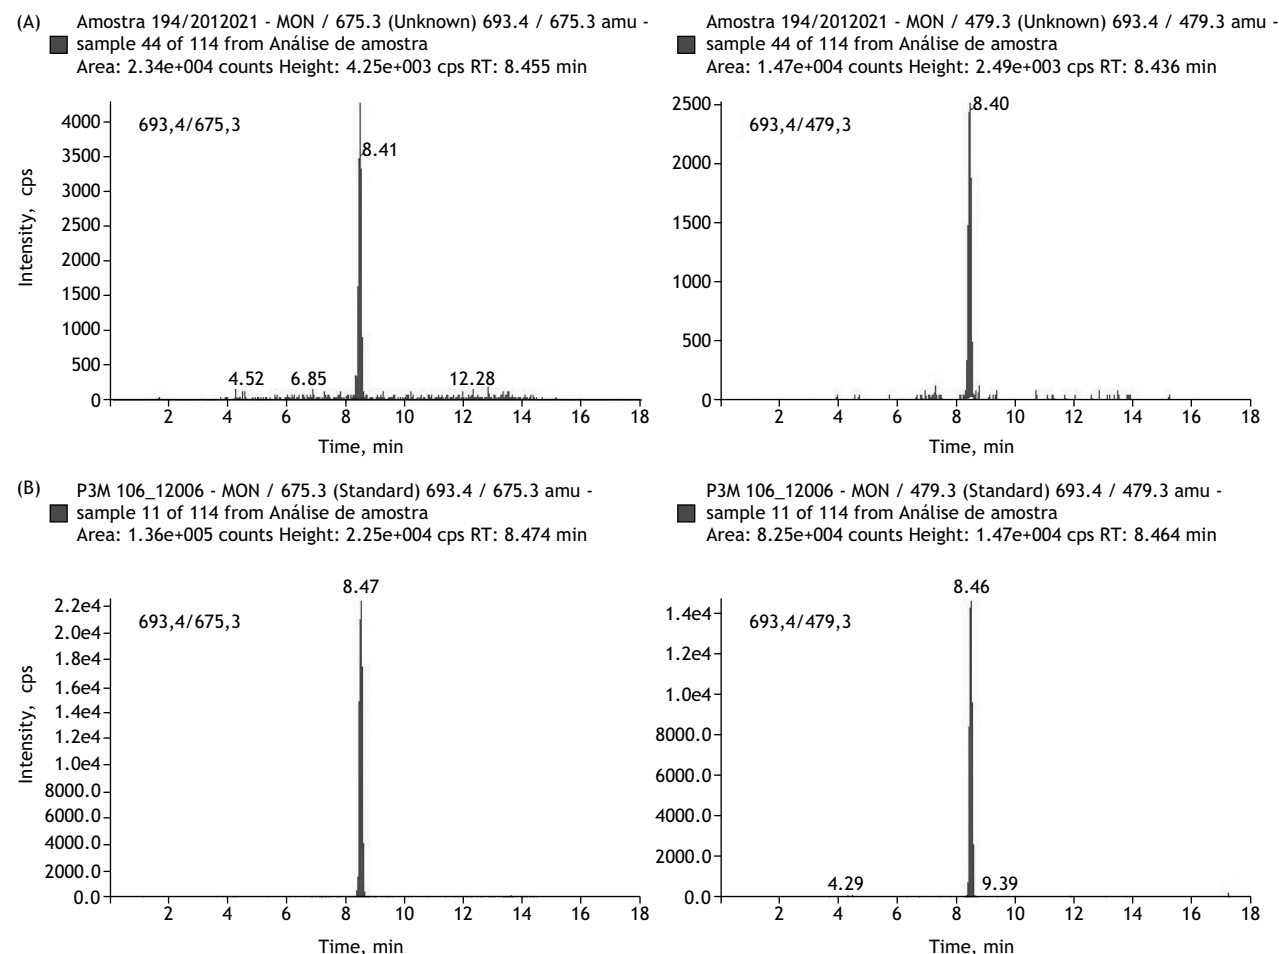 (A)
Amostra 194/2012021 - MON / 675.3 (Unknown) 693.4 / 675.3 amu -
sample 44 of 114 from Análise de amostra
Area: 2.34e+004 counts Height: 4.25e+003 cps RT: 8.455 min
693,4/675,3
8.41
4.52
6.85
12.28
4000
3500
3000
2500
2000
1500
1000
500
0
Intensity, cps
2 4 6 8 10 12 14 16 18
Time, min
Amostra 194/2012021 - MON / 479.3 (Unknown) 693.4 / 479.3 amu -
sample 44 of 114 from Análise de amostra
Area: 1.47e+004 counts Height: 2.49e+003 cps RT: 8.436 min
693,4/479,3
8.40
2500
2000
1500
1000
500
0
2 4 6 8 10 12 14 16 18
Time, min
(B)
P3M 106_12006 - MON / 675.3 (Standard) 693.4 / 675.3 amu -
sample 11 of 114 from Análise de amostra
Area: 1.36e+005 counts Height: 2.25e+004 cps RT: 8.474 min
8.47
693,4/675,3
2.2e4
2.0e4
1.8e4
1.6e4
1.4e4
1.2e4
1.0e4
8000.0
6000.0
4000.0
2000.0
0.0
Intensity, cps
2 4 6 8 10 12 14 16 18
Time, min
P3M 106_12006 - MON / 479.3 (Standard) 693.4 / 479.3 amu -
sample 11 of 114 from Análise de amostra
Area: 8.25e+004 counts Height: 1.47e+004 cps RT: 8.464 min
8.46
693,4/479,3
4.29
9.39
1.4e4
1.2e4
1.0e4
8000.0
6000.0
4000.0
2000.0
0.0
2 4 6 8 10 12 14 16 18
Time, min